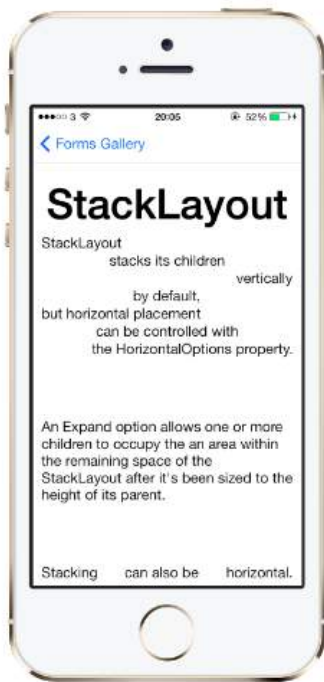 3 20:05 52%
Forms Gallery
StackLayout
StackLayout
stacks its children
vertically
by default,
but horizontal placement
can be controlled with
the HorizontalOptions property.
An Expand option allows one or more
children to occupy the an area within
the remaining space of the
StackLayout after it's been sized to the
height of its parent.
Stacking can also be horizontal.